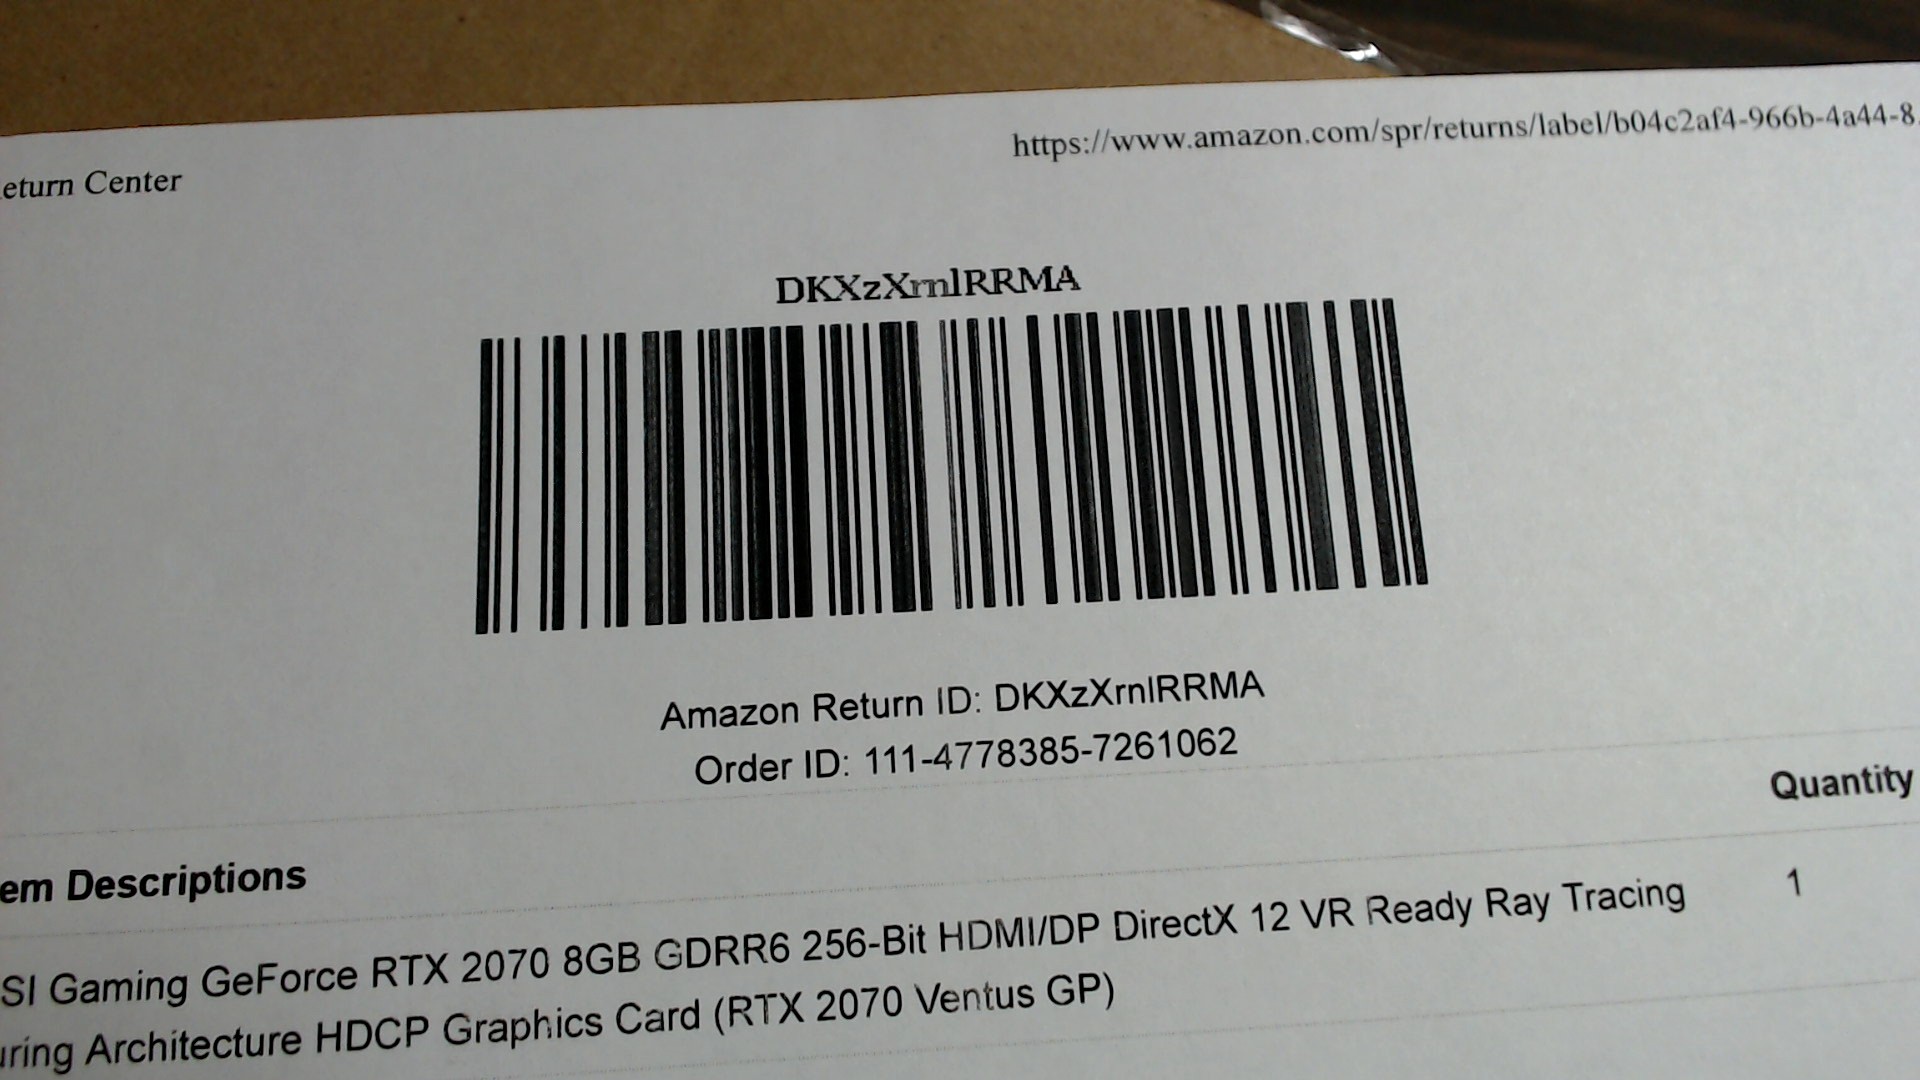 https://www.amazon.com/spr/returns/label/b04c2af4-966b-4a44-8
eturn Center
DKXzXrnlRRMA
Amazon Return ID: DKXzXrnlRRMA
Order ID: 111-4778385-7261062
Quantity
em Descriptions
SI Gaming GeForce RTX 2070 8GB GDRR6 256-Bit HDMI/DP DirectX 12 VR Ready Ray Tracing 1
uring Architecture HDCP Graphics Card (RTX 2070 Ventus GP)